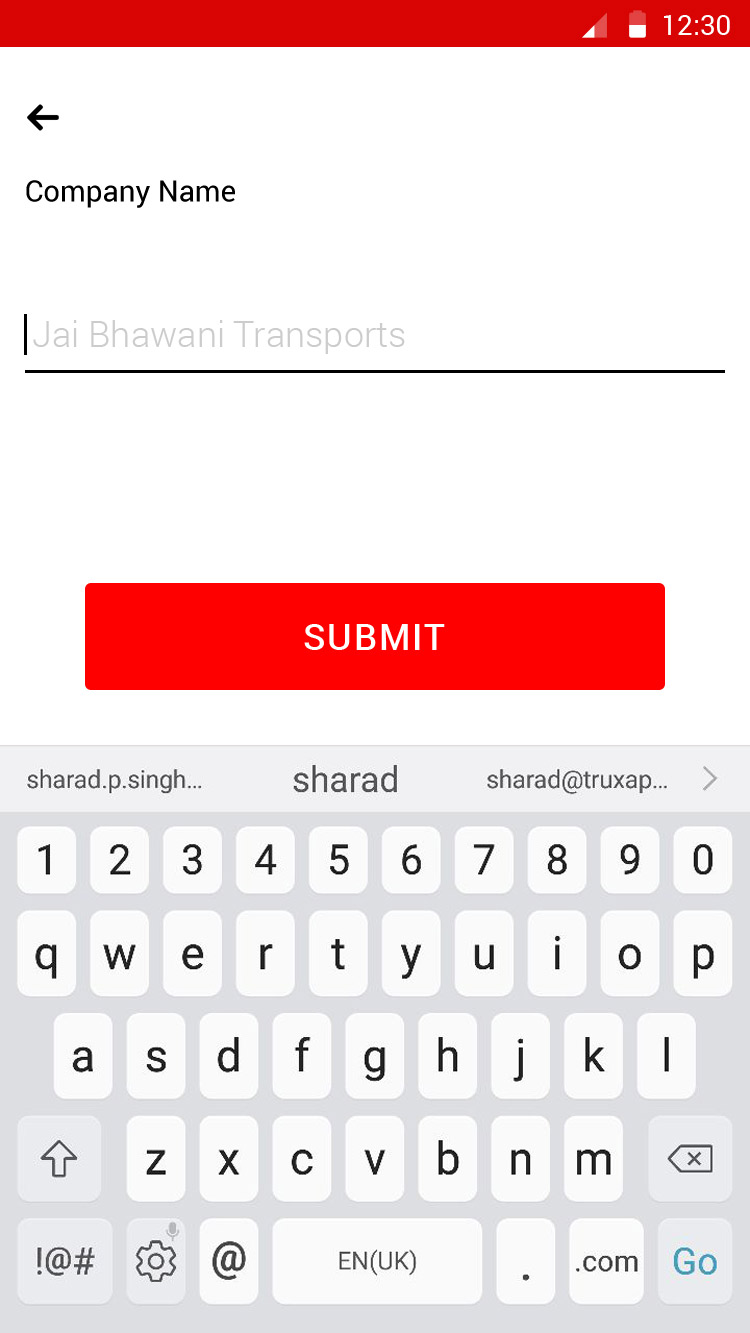 12:30
Company Name
Jai Bhawani Transports
SUBMIT
sharad.p.singh... sharad sharad@truxap...
1 2 3 4 5 6 7 8 9 0
q w e r t y u i o p
a s d f g h j k l
z x c v b n m
!@# @ EN(UK) . .com Go